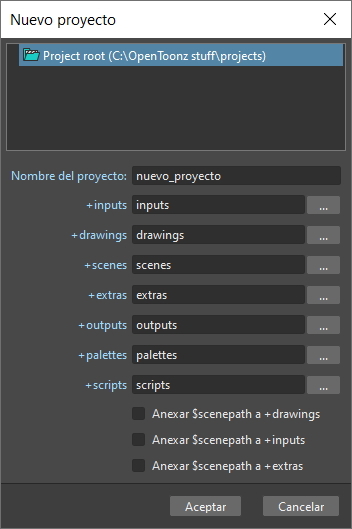 Nuevo proyecto
Project root (C:\OpenToonz stuff\projects)
Nombre del proyecto: nuevo_proyecto
+inputs inputs ...
+drawings drawings ...
+scenes scenes ...
+extras extras ...
+outputs outputs ...
+palettes palettes ...
+scripts scripts ...
Anexar $scenepath a +drawings
Anexar $scenepath a +inputs
Anexar $scenepath a +extras
Aceptar Cancelar